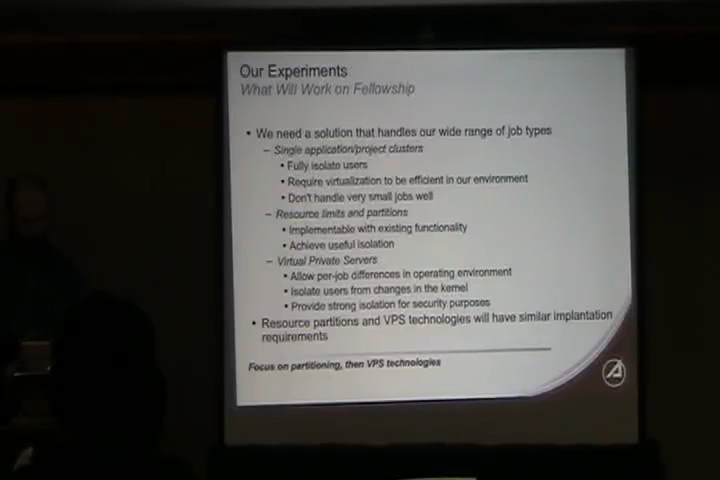 Our Experiments
What Will Work on Fellowship
• We need a solution that handles our wide range of job types
– Single application/project clusters
• Fully isolate users
• Require virtualization to be efficient in our environment
• Don't handle very small jobs well
– Resource limits and partitions
• Implementable with existing functionality
• Achieve useful isolation
– Virtual Private Servers
• Allow per-job differences in operating environment
• Isolate users from changes in the kernel
• Provide strong isolation for security purposes
• Resource partitions and VPS technologies will have similar implantation
requirements
Focus on partitioning, then VPS technologies